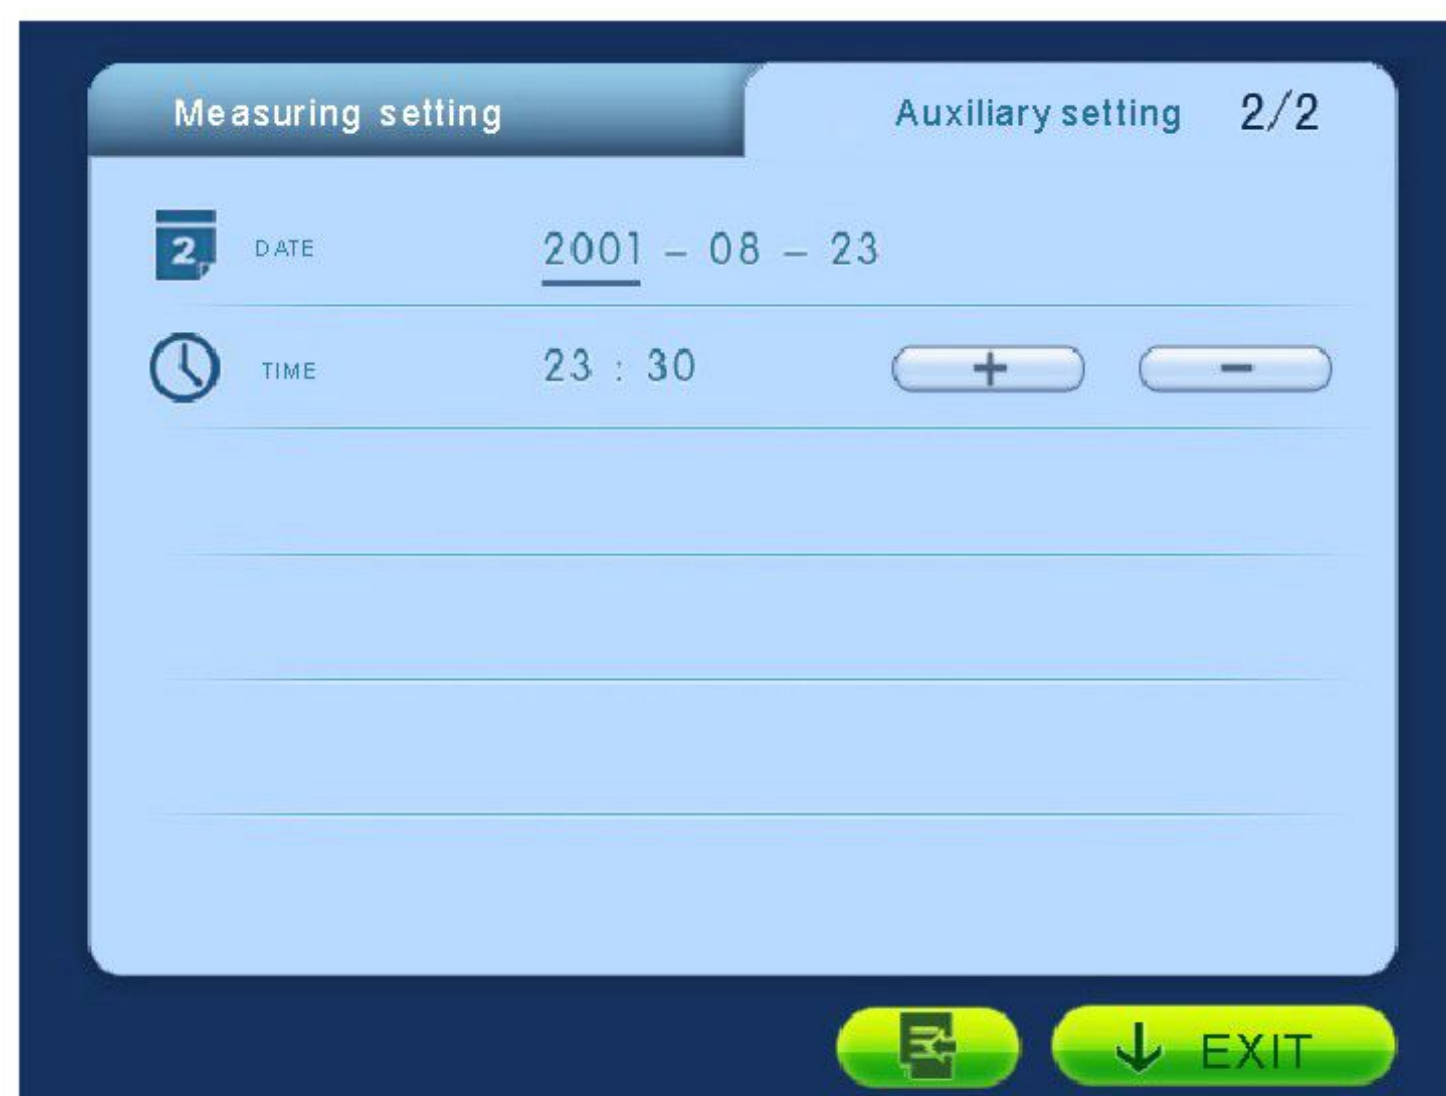 Measuring setting Auxiliary setting 2/2
2 DATE 2001 – 08 – 23
TIME 23 : 30 + −
EXIT